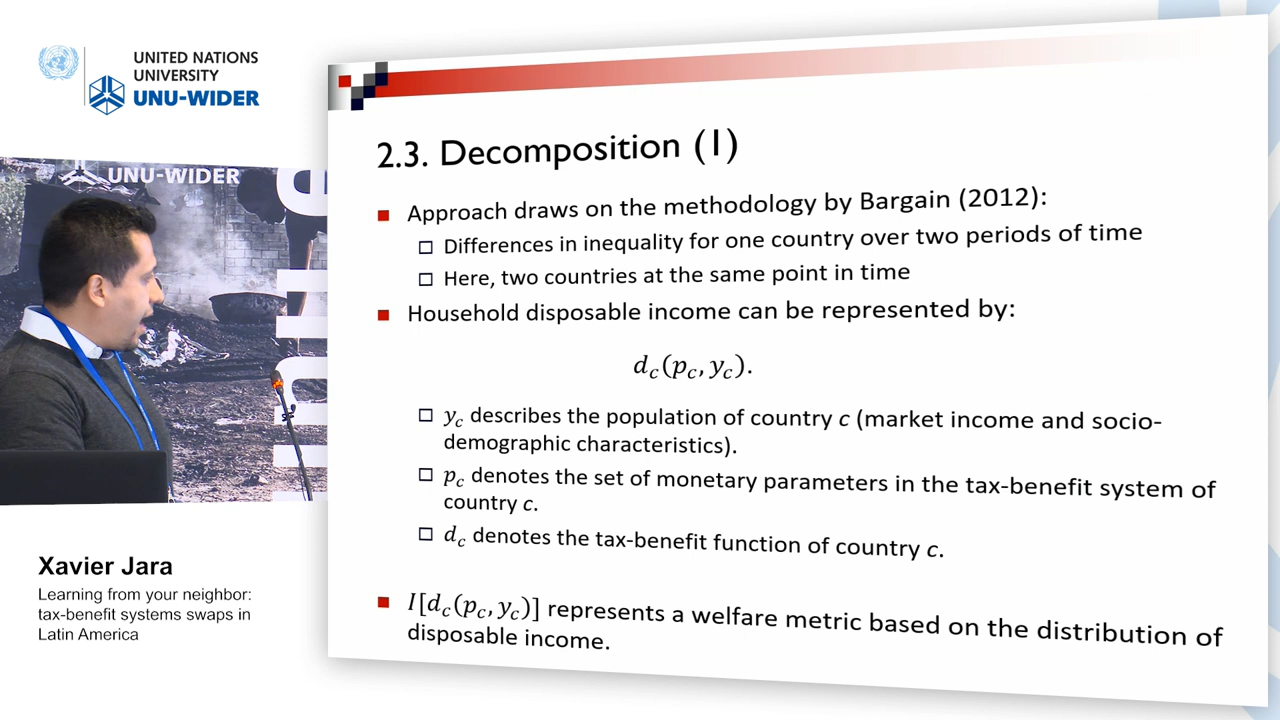 UNITED NATIONS
UNIVERSITY
UNU-WIDER
UNU-WIDER
Xavier Jara
Learning from your neighbor:
tax-benefit systems swaps in
Latin America
2.3. Decomposition (1)
Approach draws on the methodology by Bargain (2012):
Differences in inequality for one country over two periods of time
Here, two countries at the same point in time
Household disposable income can be represented by:
d_c(p_c, y_c).
y_c describes the population of country c (market income and socio-
demographic characteristics).
p_c denotes the set of monetary parameters in the tax-benefit system of
country c.
d_c denotes the tax-benefit function of country c.
I[d_c(p_c, y_c)] represents a welfare metric based on the distribution of
disposable income.